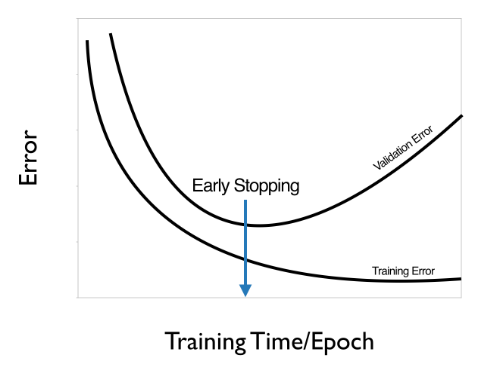 Error
Early Stopping
Validation Error
Training Error
Training Time/Epoch